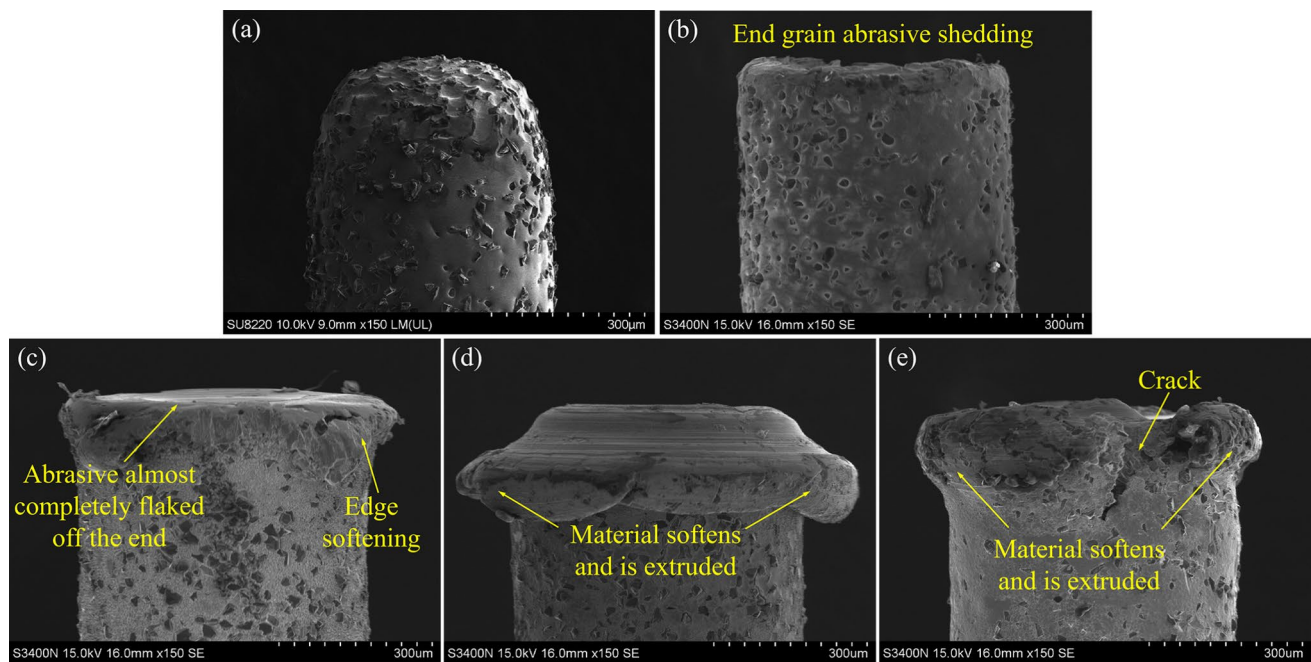 (a)
SU8220 10.0kV 9.0mm x150 LM(UL)
300µm
(b)
End grain abrasive shedding
S3400N 15.0kV 16.0mm x150 SE
300um
(c)
Abrasive almost
completely flaked
off the end
Edge
softening
S3400N 15.0kV 16.0mm x150 SE
300um
(d)
Material softens
and is extruded
S3400N 15.0kV 16.0mm x150 SE
300um
(e)
Crack
Material softens
and is extruded
S3400N 15.0kV 16.0mm x150 SE
300um